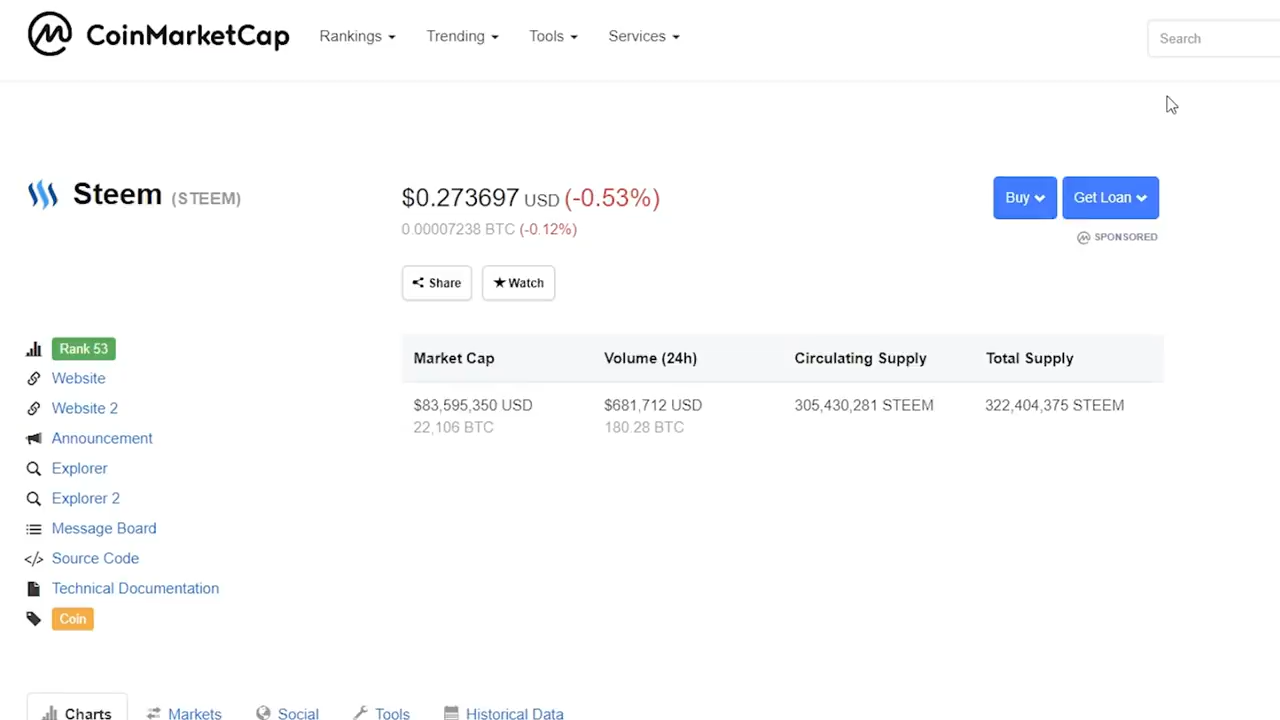 CoinMarketCap Rankings Trending Tools Services Search
Steem (STEEM)
$0.273697 USD (-0.53%)
0.00007238 BTC (-0.12%)
Buy Get Loan
SPONSORED
Share Watch
Rank 53
Website
Website 2
Announcement
Explorer
Explorer 2
Message Board
Source Code
Technical Documentation
Coin
Market Cap Volume (24h) Circulating Supply Total Supply
$83,595,350 USD $681,712 USD 305,430,281 STEEM 322,404,375 STEEM
22,106 BTC 180.28 BTC
Charts Markets Social Tools Historical Data